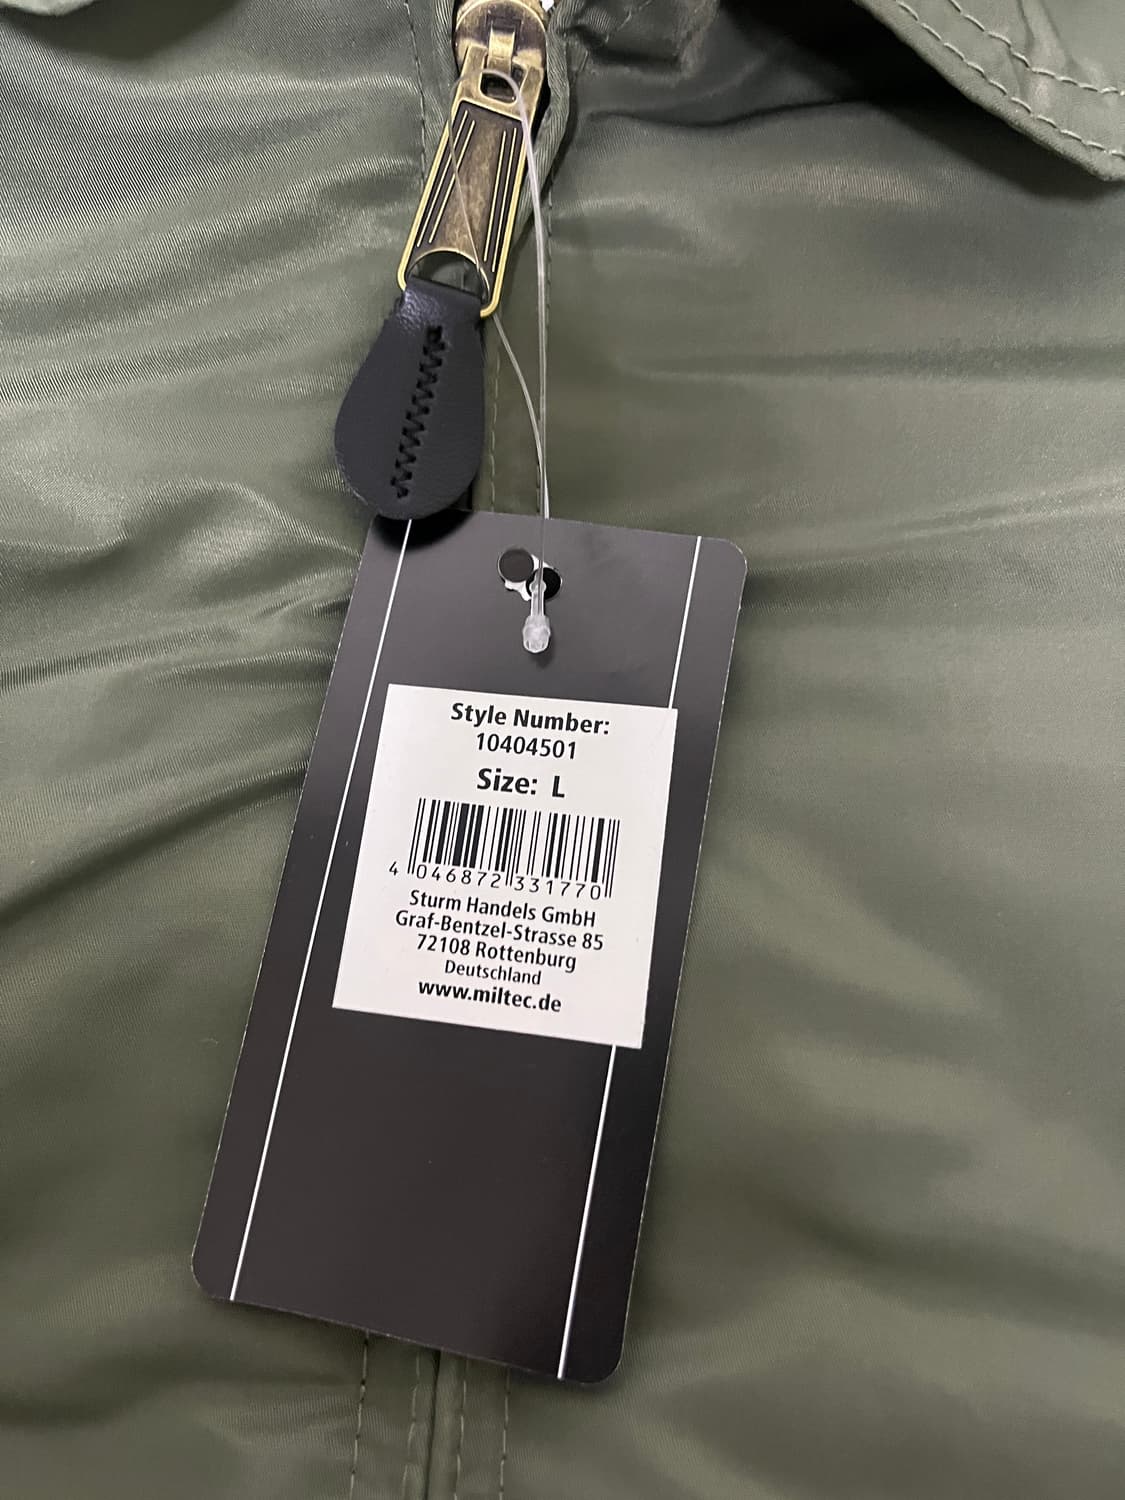 Style Number:
10404501
Size: L
4 046872 331770
Sturm Handels GmbH
Graf-Bentzel-Strasse 85
72108 Rottenburg
Deutschland
www.miltec.de